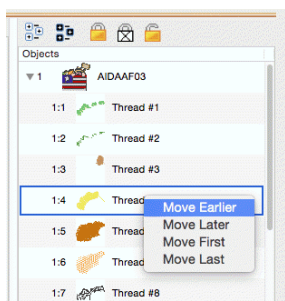 Objects
1 AIDAAF03
1:1 Thread #1
1:2 Thread #2
1:3 Thread #3
1:4 Thread
Move Earlier
Move Later
1:5 Thread
Move First
1:6 Thread
Move Last
1:7 Thread #8